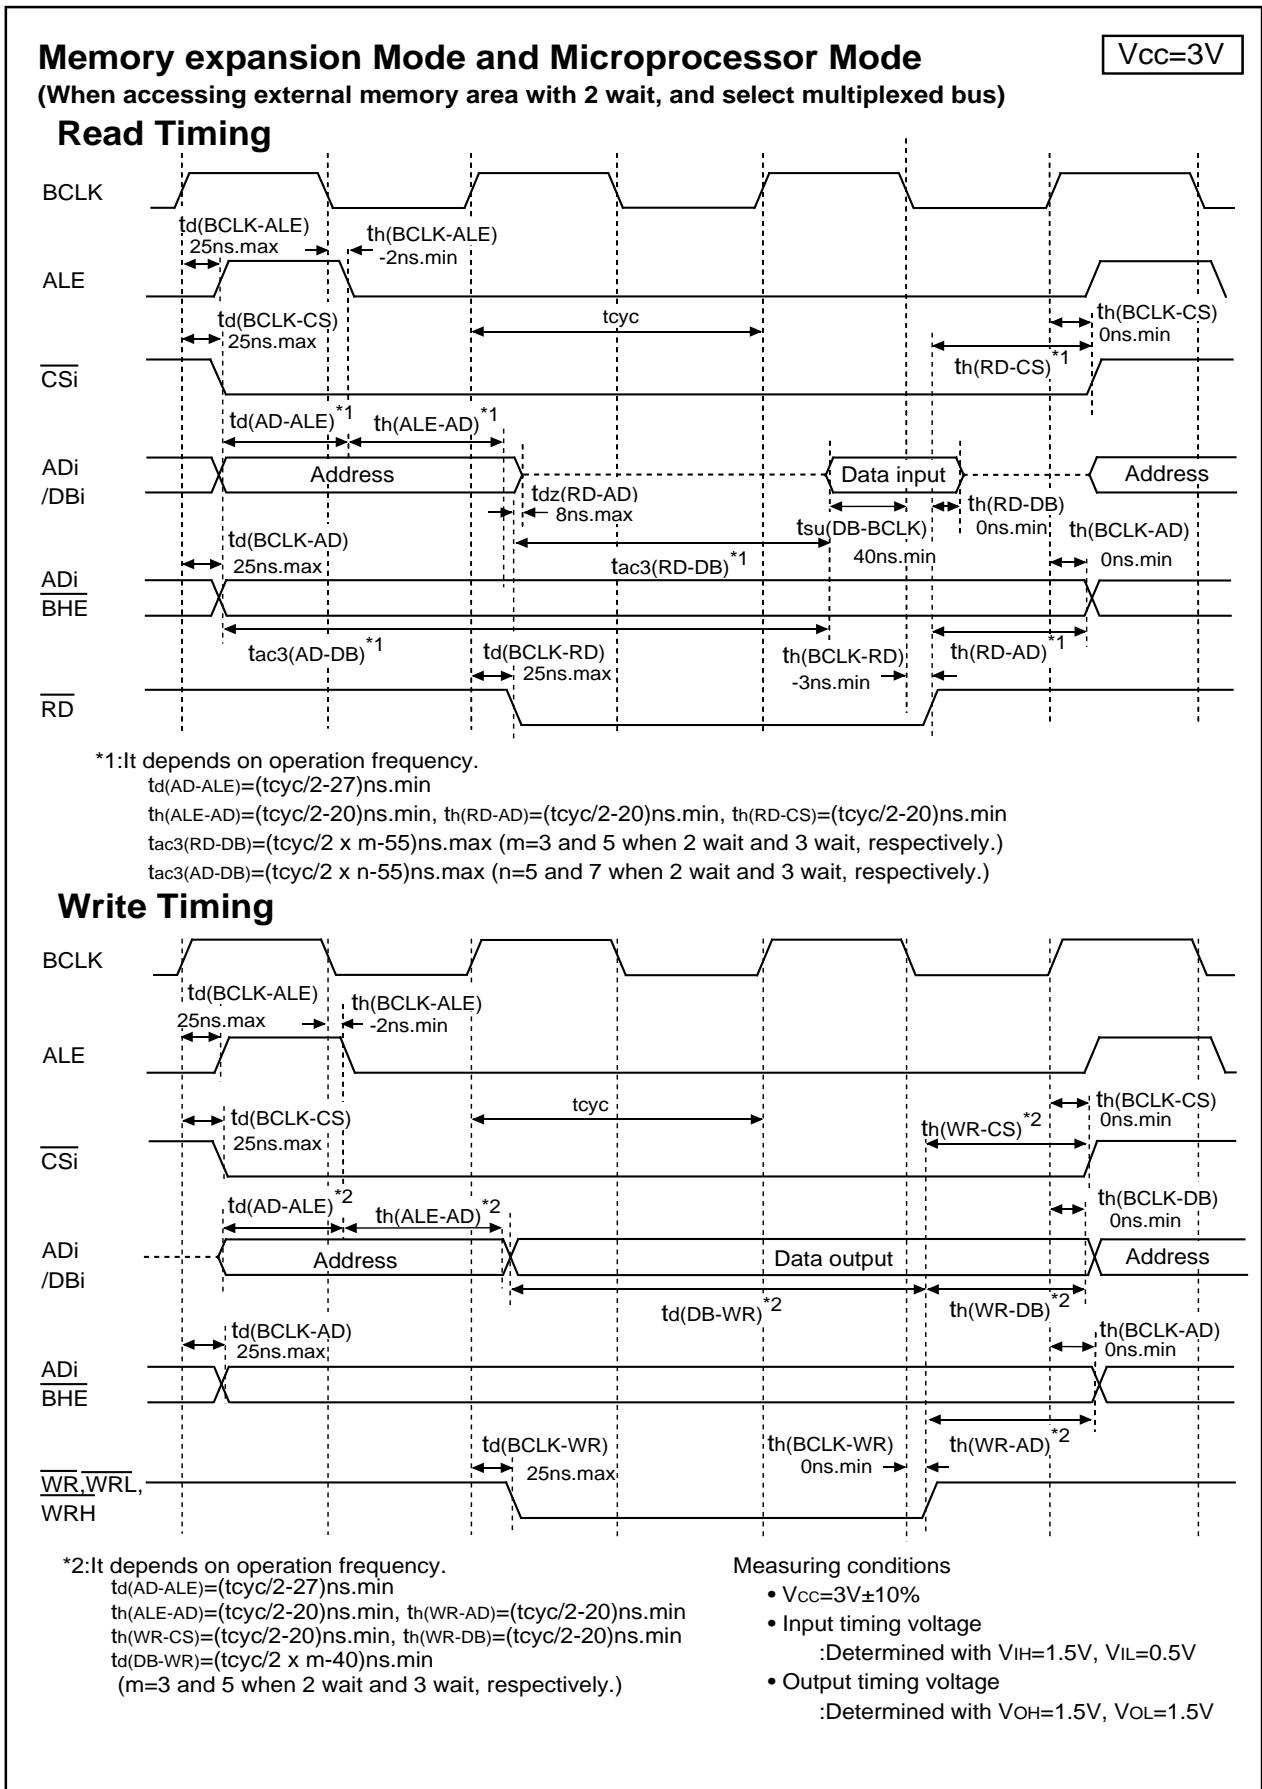 Memory expansion Mode and Microprocessor Mode
Vcc=3V
(When accessing external memory area with 2 wait, and select multiplexed bus)
Read Timing
BCLK
td(BCLK-ALE)
25ns.max
th(BCLK-ALE)
-2ns.min
ALE
td(BCLK-CS)
25ns.max
tcyc
th(BCLK-CS)
0ns.min
th(RD-CS)*1
CSi
td(AD-ALE)*1
th(ALE-AD)*1
ADi
/DBi
Address
Data input
Address
tdz(RD-AD)
8ns.max
tsu(DB-BCLK)
40ns.min
th(RD-DB)
0ns.min
td(BCLK-AD)
25ns.max
tac3(RD-DB)*1
th(BCLK-AD)
0ns.min
ADi
BHE
tac3(AD-DB)*1
td(BCLK-RD)
25ns.max
th(BCLK-RD)
-3ns.min
th(RD-AD)*1
RD
*1:It depends on operation frequency.
td(AD-ALE)=(tcyc/2-27)ns.min
th(ALE-AD)=(tcyc/2-20)ns.min, th(RD-AD)=(tcyc/2-20)ns.min, th(RD-CS)=(tcyc/2-20)ns.min
tac3(RD-DB)=(tcyc/2 x m-55)ns.max (m=3 and 5 when 2 wait and 3 wait, respectively.)
tac3(AD-DB)=(tcyc/2 x n-55)ns.max (n=5 and 7 when 2 wait and 3 wait, respectively.)
Write Timing
BCLK
td(BCLK-ALE)
25ns.max
th(BCLK-ALE)
-2ns.min
ALE
td(BCLK-CS)
25ns.max
tcyc
th(BCLK-CS)
0ns.min
th(WR-CS)*2
CSi
td(AD-ALE)*2
th(ALE-AD)*2
th(BCLK-DB)
0ns.min
ADi
/DBi
Address
Data output
Address
td(DB-WR)*2
th(WR-DB)*2
td(BCLK-AD)
25ns.max
th(BCLK-AD)
0ns.min
ADi
BHE
td(BCLK-WR)
25ns.max
th(BCLK-WR)
0ns.min
th(WR-AD)*2
WR,WRL,
WRH
*2:It depends on operation frequency.
td(AD-ALE)=(tcyc/2-27)ns.min
th(ALE-AD)=(tcyc/2-20)ns.min, th(WR-AD)=(tcyc/2-20)ns.min
th(WR-CS)=(tcyc/2-20)ns.min, th(WR-DB)=(tcyc/2-20)ns.min
td(DB-WR)=(tcyc/2 x m-40)ns.min
(m=3 and 5 when 2 wait and 3 wait, respectively.)
Measuring conditions
• VCC=3V±10%
• Input timing voltage
:Determined with VIH=1.5V, VIL=0.5V
• Output timing voltage
:Determined with VOH=1.5V, VOL=1.5V